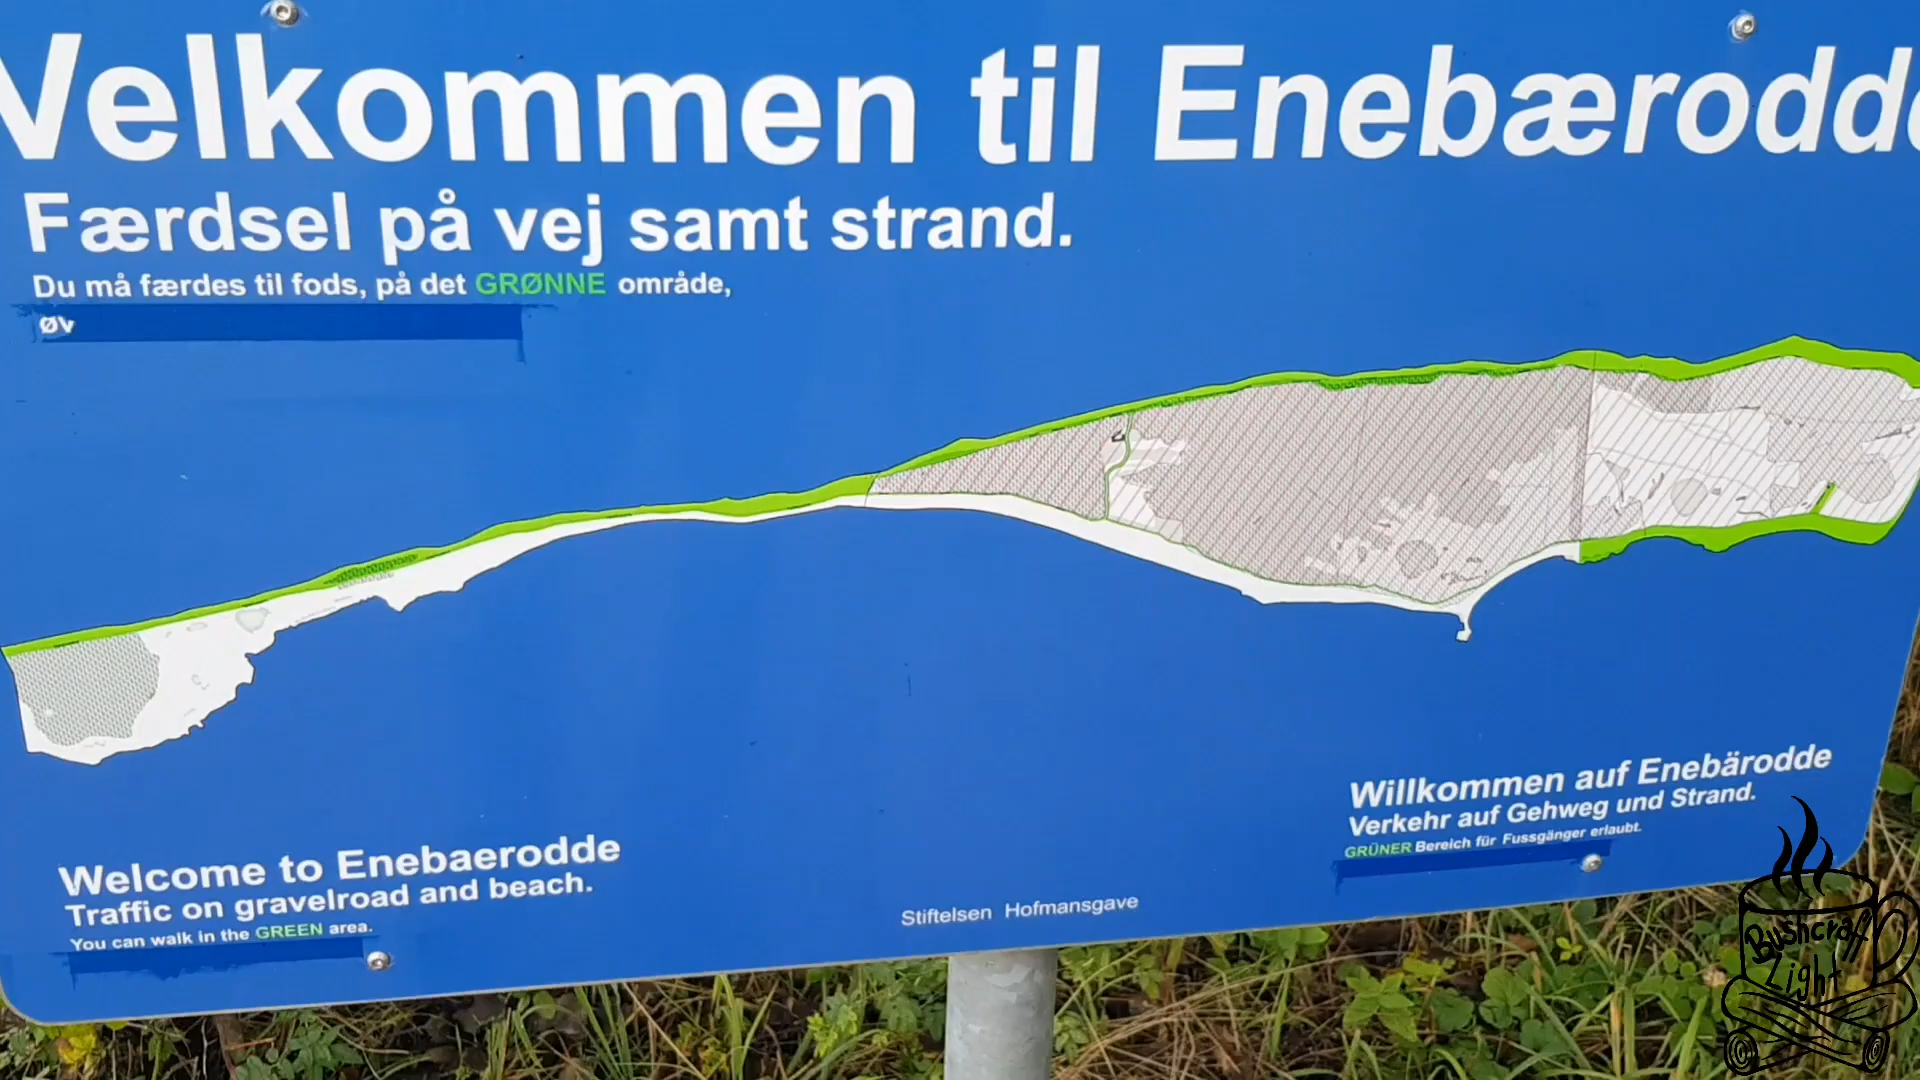 Velkommen til Enebærodde
Færdsel på vej samt strand.
Du må færdes til fods, på det GRØNNE område,
øv
Willkommen auf Enebärodde
Verkehr auf Gehweg und Strand.
GRÜNER Bereich für Fussgänger erlaubt.
Welcome to Enebaerodde
Traffic on gravelroad and beach.
You can walk in the GREEN area.
Stiftelsen Hofmansgave
Bushcraft
Light